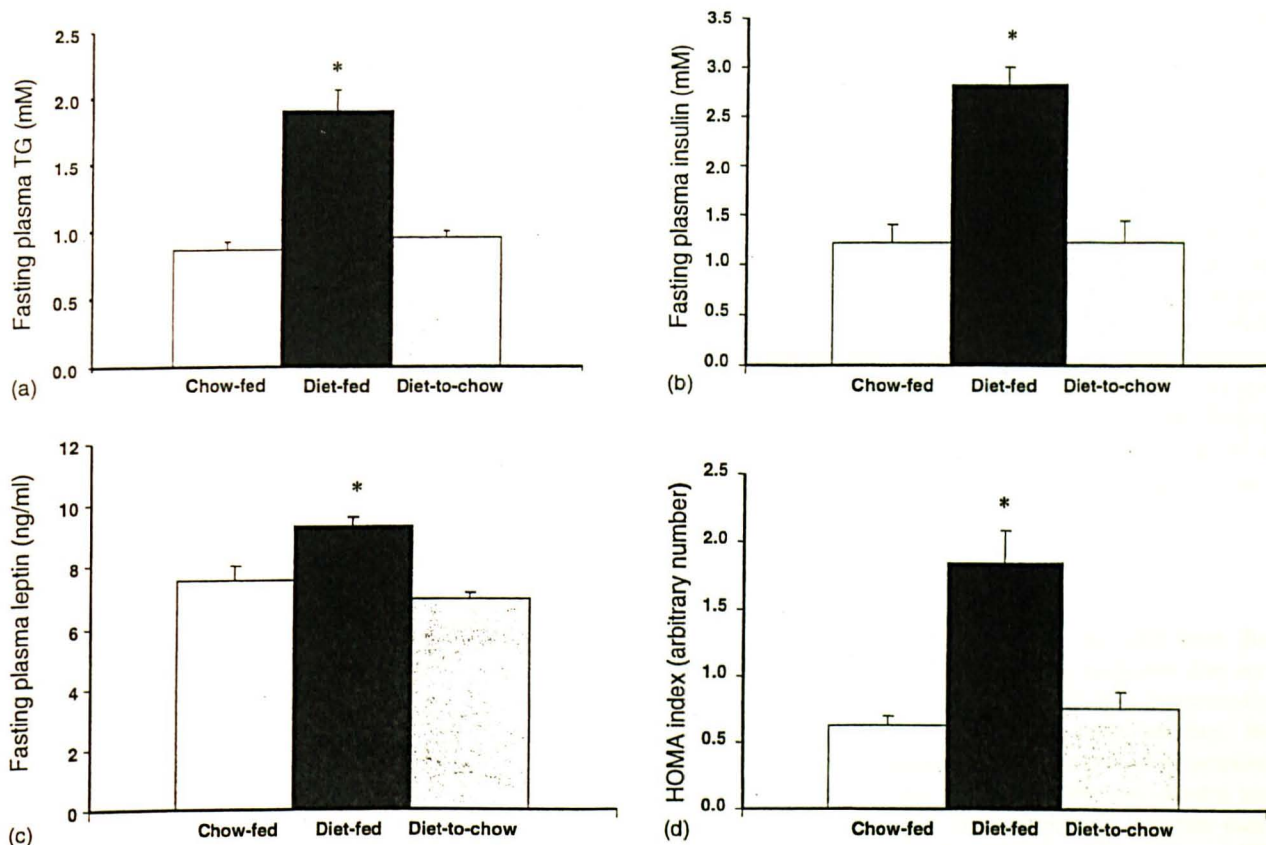 Fasting plasma TG (mM)
2.5
2.0
1.5
1.0
0.5
0.0
*
Chow-fed Diet-fed Diet-to-chow
(a)
Fasting plasma insulin (mM)
3.5
3.0
2.5
2.0
1.5
1.0
0.5
0.0
*
Chow-fed Diet-fed Diet-to-chow
(b)
Fasting plasma leptin (ng/ml)
12
10
8
6
4
2
0
*
Chow-fed Diet-fed Diet-to-chow
(c)
HOMA index (arbitrary number)
2.5
2.0
1.5
1.0
0.5
0.0
*
Chow-fed Diet-fed Diet-to-chow
(d)